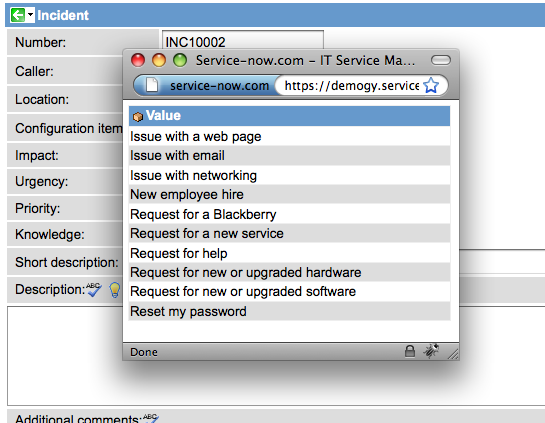 Incident
Number: INC10002
Service-now.com – IT Service Ma...
Caller:
service-now.com https://demogy.service
Location:
Value
Configuration item
Issue with a web page
Impact:
Issue with email
Urgency:
Issue with networking
New employee hire
Priority:
Request for a Blackberry
Knowledge:
Request for a new service
Request for help
Short description:
Request for new or upgraded hardware
Description: ABC
Request for new or upgraded software
Reset my password
Done
Additional comments: ABC